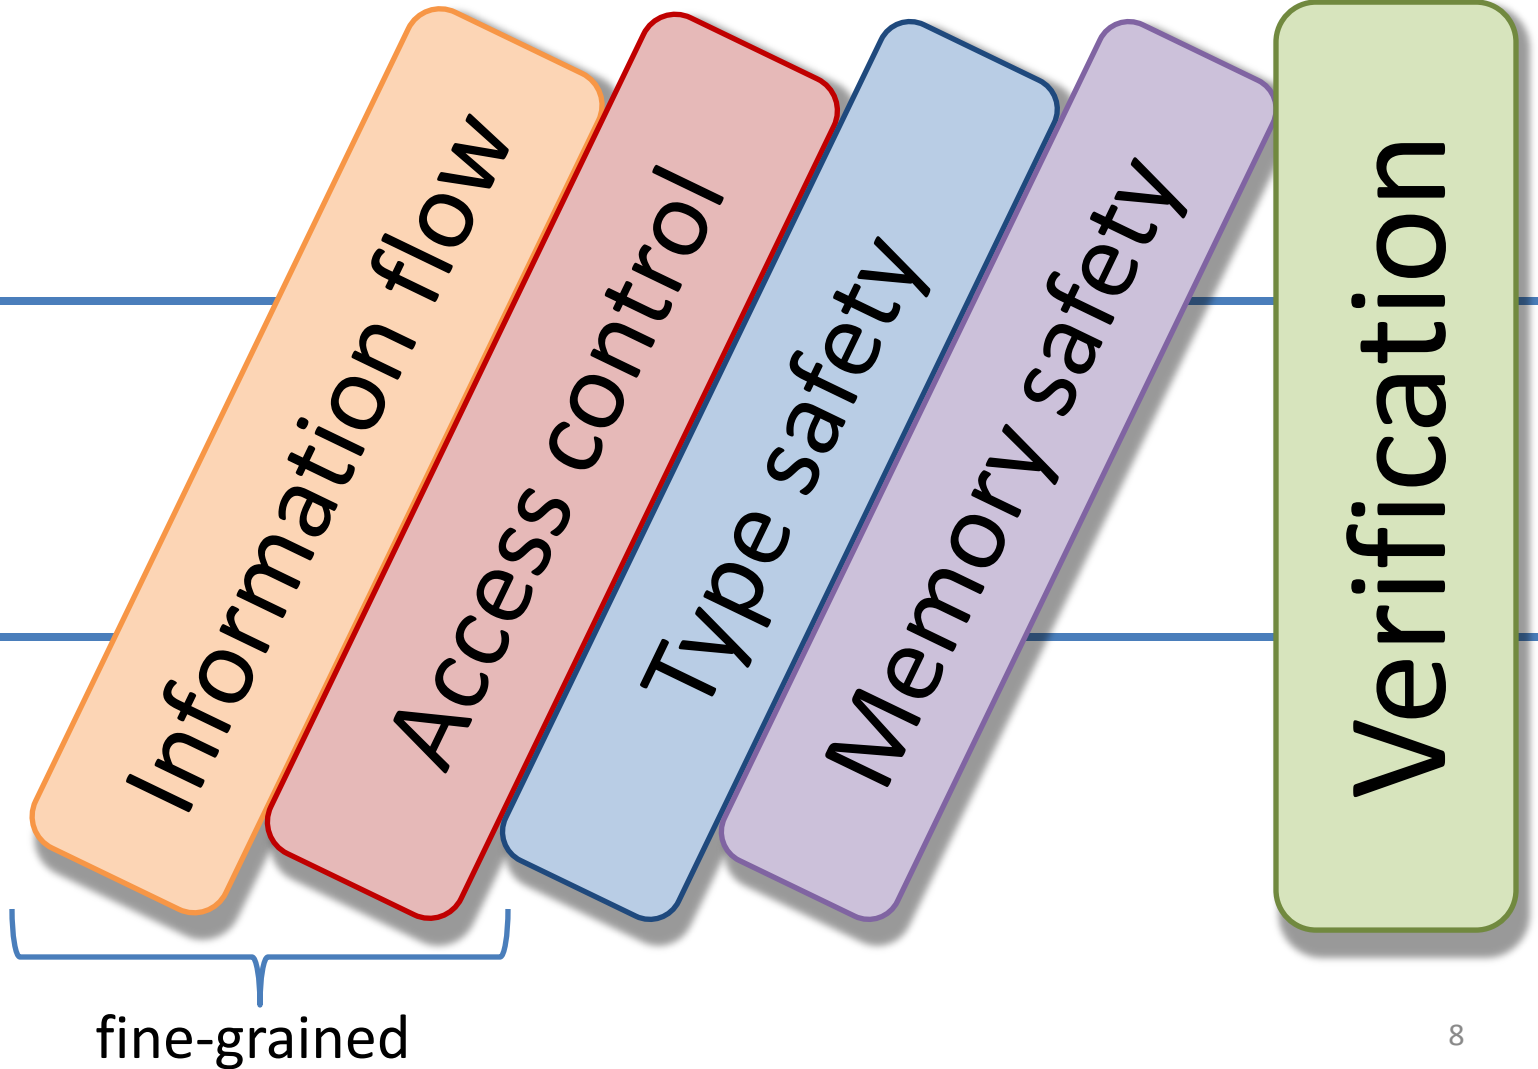 Information flow
Access control
Type safety
Memory safety
Verification
fine-grained
8